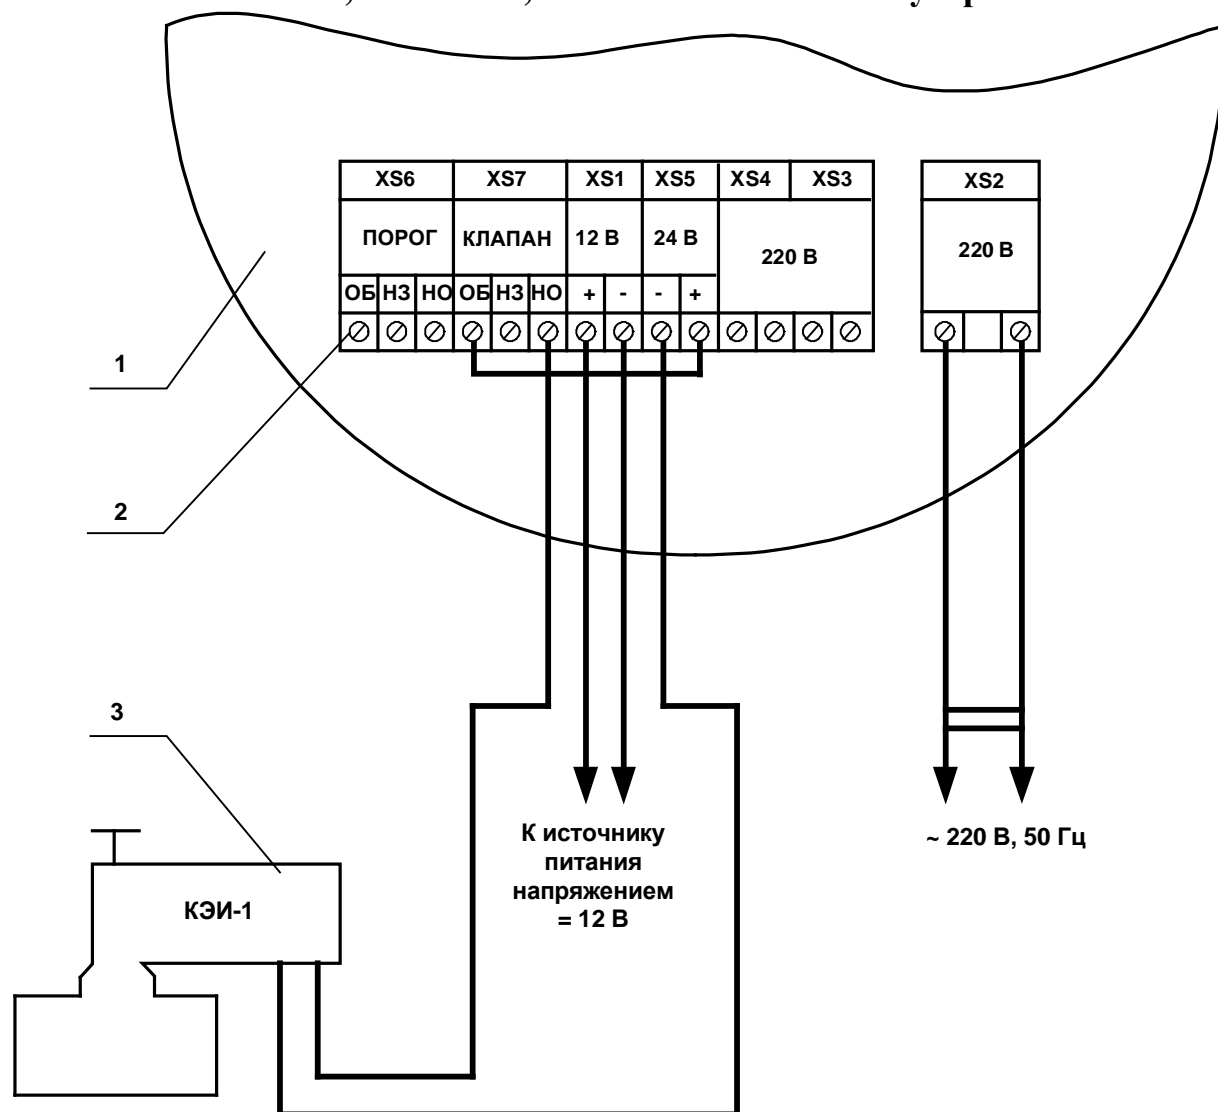 XS6 XS7 XS1 XS5 XS4 XS3 XS2
ПОРОГ КЛАПАН 12 В 24 В 220 В 220 В
ОБ НЗ НО ОБ НЗ НО + - - +
1
2
3
К источнику
питания
напряжением
= 12 В
~ 220 В, 50 Гц
КЭИ-1